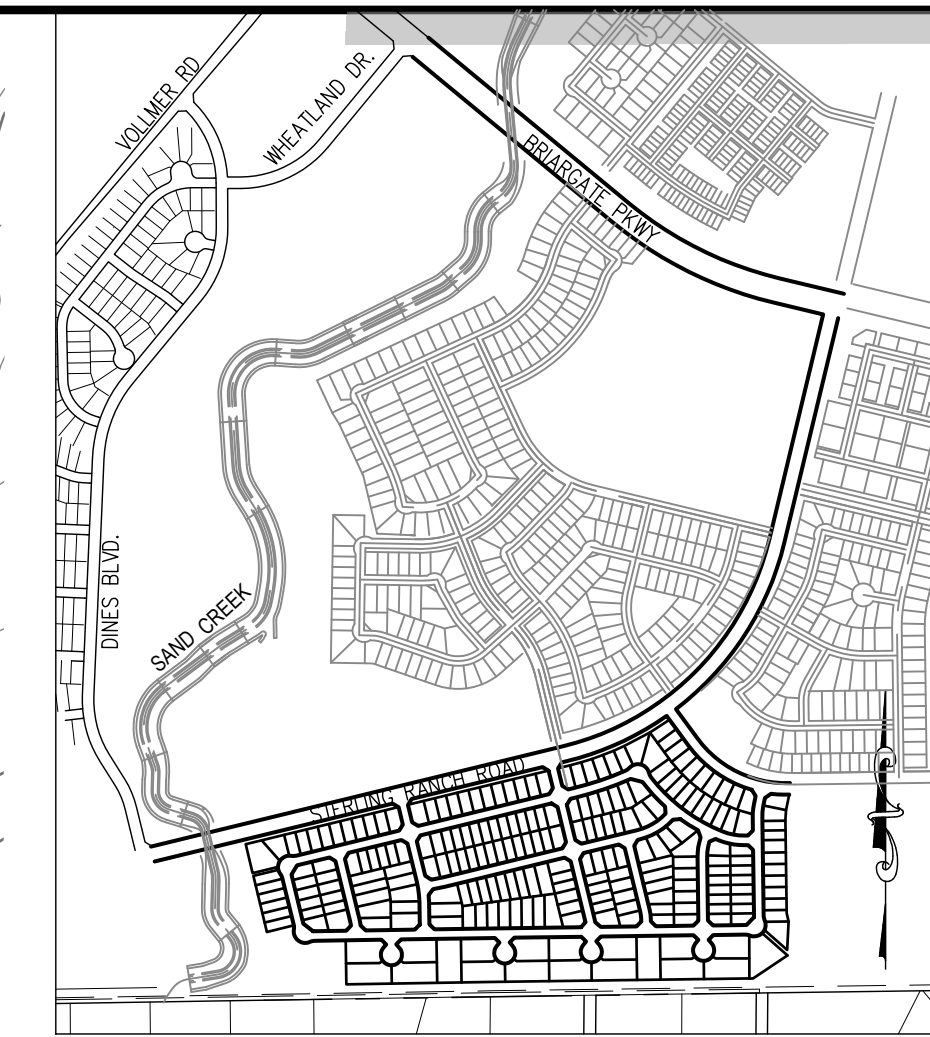 VOLLMER RD
WHEATLAND DR.
BRIARGATE PKWY
DINES BLVD.
SAND CREEK
STERLING RANCH ROAD